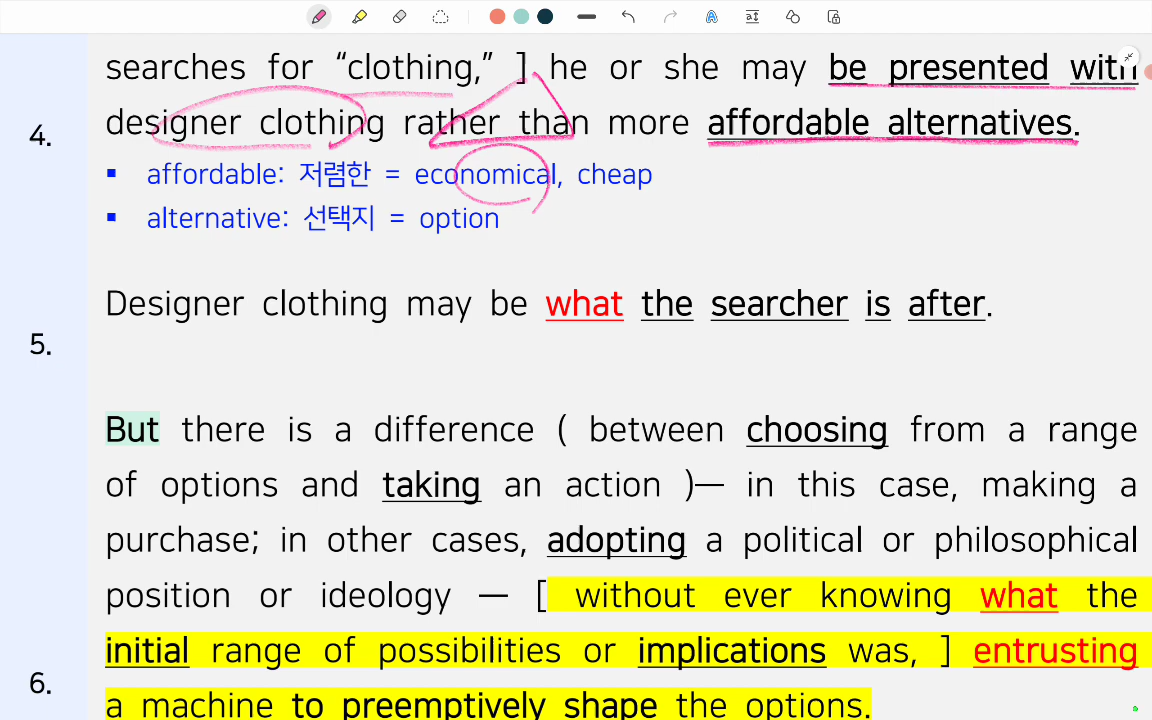 searches for “clothing,” ] he or she may be presented with
4. designer clothing rather than more affordable alternatives.
▪ affordable: 저렴한 = economical, cheap
▪ alternative: 선택지 = option
Designer clothing may be what the searcher is after.
5.
But there is a difference ( between choosing from a range
of options and taking an action )— in this case, making a
purchase; in other cases, adopting a political or philosophical
position or ideology — [ without ever knowing what the
initial range of possibilities or implications was, ] entrusting
6. a machine to preemptively shape the options.